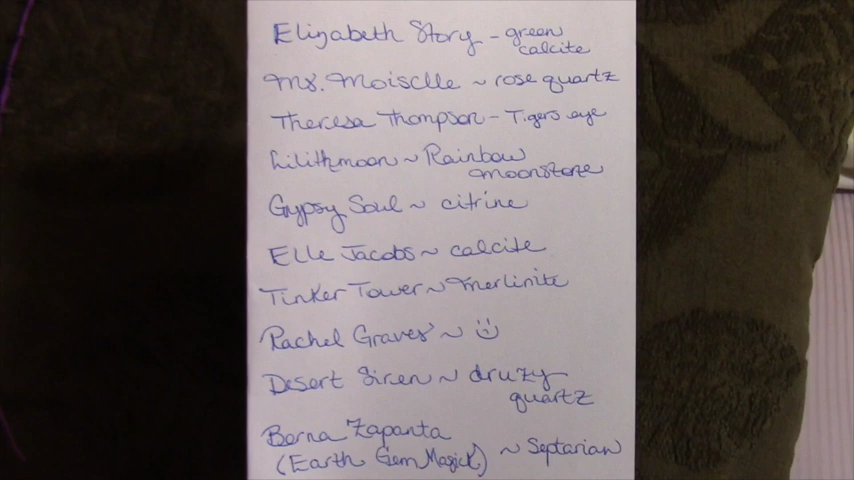 Elizabeth Story - green
calcite
Ms. Moiselle ~ rose quartz
Theresa Thompson - Tigers eye
Lilithmoon ~ Rainbow
moonstone
Gypsy Soul ~ citrine
Elle Jacobs ~ calcite
Tinker Tower ~ Merlinite
Rachel Graves ~ :)
Desert Siren ~ druzy
quartz
Berna Zapanta
(Earth Gem Magick) ~ Septarian